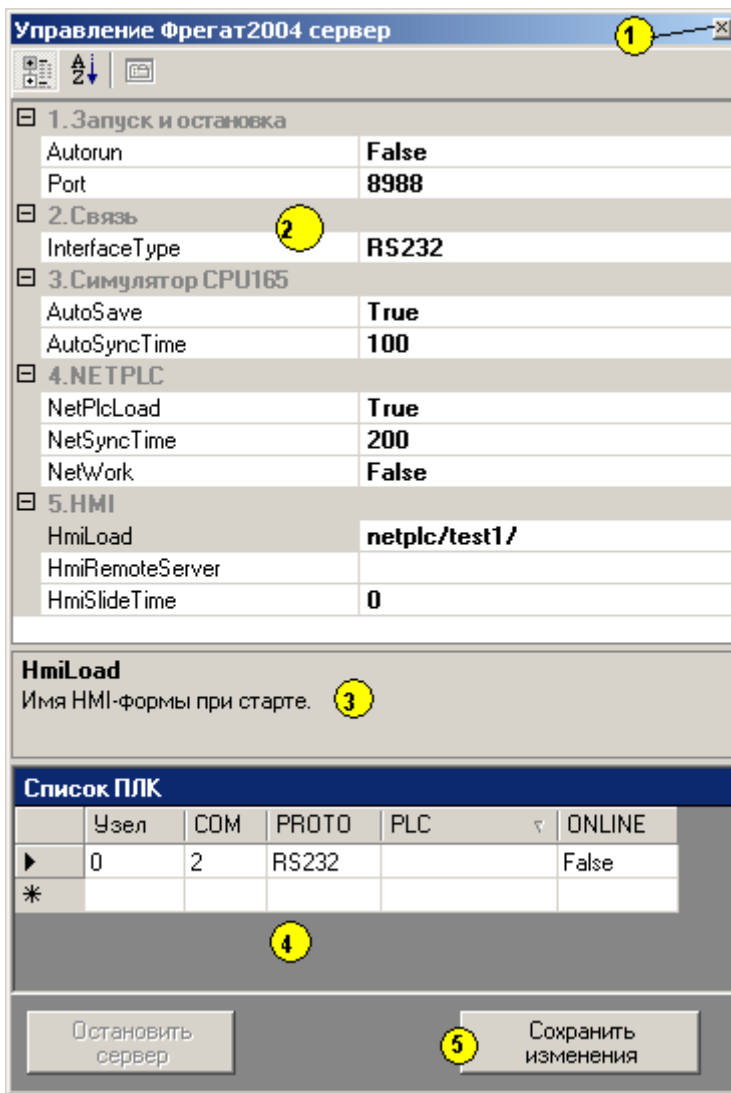 Управление Фрегат2004 сервер 1
1.Запуск и остановка
Autorun False
Port 8988
2.Связь 2
InterfaceType RS232
3.Симулятор CPU165
AutoSave True
AutoSyncTime 100
4.NETPLC
NetPlcLoad True
NetSyncTime 200
NetWork False
5.HMI
HmiLoad netplc/test1/
HmiRemoteServer
HmiSlideTime 0
HmiLoad
Имя HMI-формы при старте. 3
Список ПЛК
Узел COM PROTO PLC ONLINE
0 2 RS232 False
4
Остановить сервер
5 Сохранить изменения